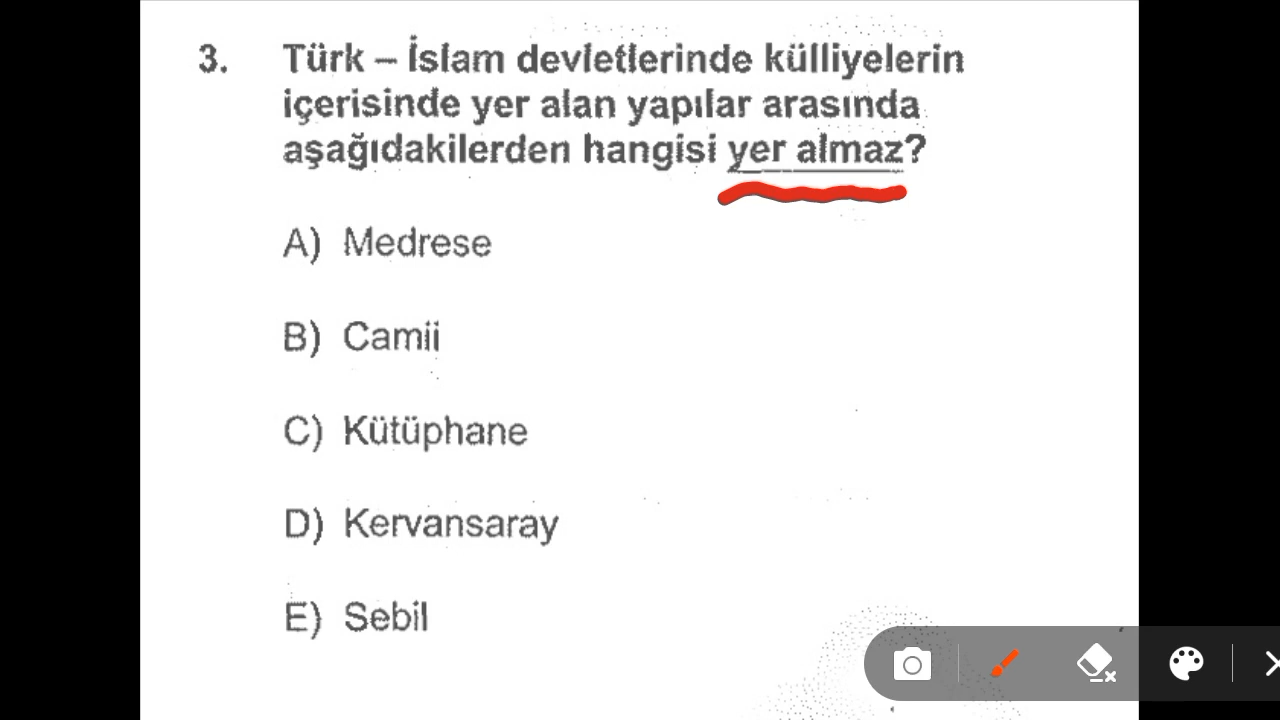 3. Türk – İslam devletlerinde külliyelerin
içerisinde yer alan yapılar arasında
aşağıdakilerden hangisi yer almaz?
A) Medrese
B) Camii
C) Kütüphane
D) Kervansaray
E) Sebil